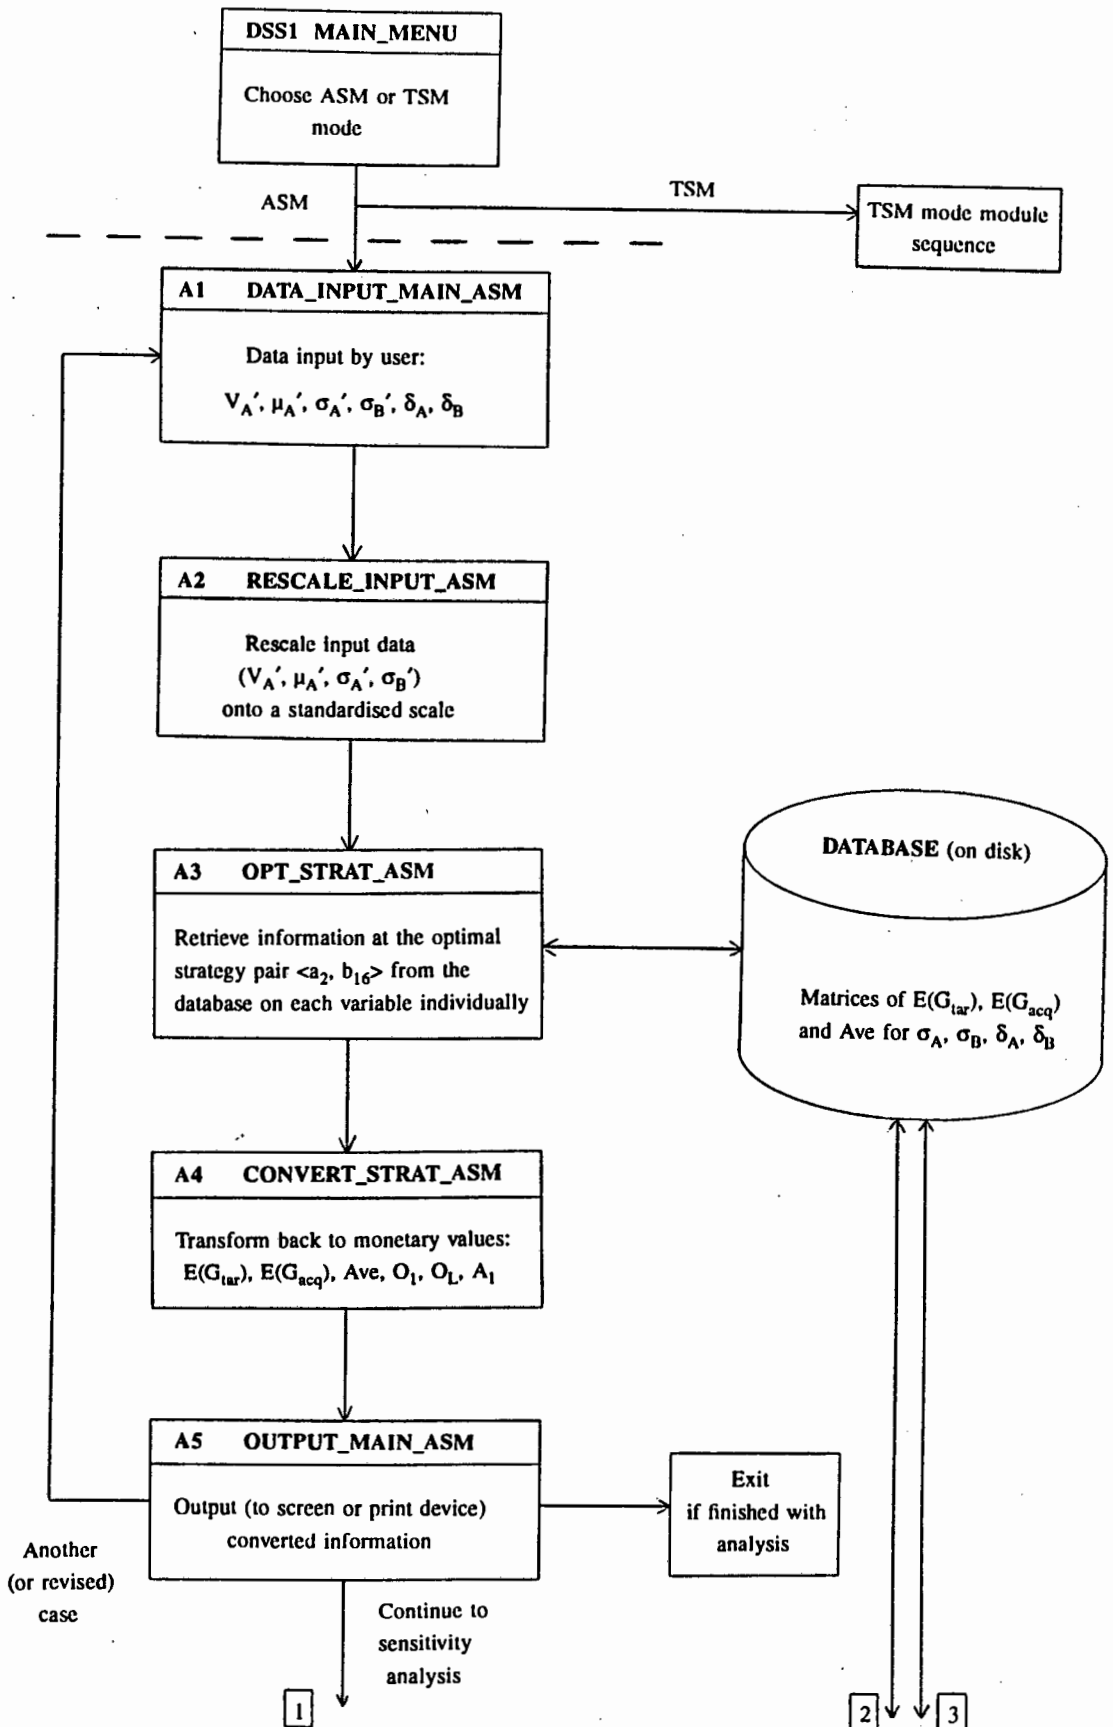 DSS1 MAIN_MENU
Choose ASM or TSM
mode
ASM
TSM
TSM mode module
sequence
A1 DATA_INPUT_MAIN_ASM
Data input by user:
V_A′, μ_A′, σ_A′, σ_B′, δ_A, δ_B
A2 RESCALE_INPUT_ASM
Rescale input data
(V_A′, μ_A′, σ_A′, σ_B′)
onto a standardised scale
A3 OPT_STRAT_ASM
Retrieve information at the optimal
strategy pair <a₂, b₁₆> from the
database on each variable individually
DATABASE (on disk)
Matrices of E(G_tar), E(G_acq)
and Ave for σ_A, σ_B, δ_A, δ_B
A4 CONVERT_STRAT_ASM
Transform back to monetary values:
E(G_tar), E(G_acq), Ave, O₁, O_L, A₁
A5 OUTPUT_MAIN_ASM
Output (to screen or print device)
converted information
Exit
if finished with
analysis
Another
(or revised)
case
Continue to
sensitivity
analysis
1
2
3